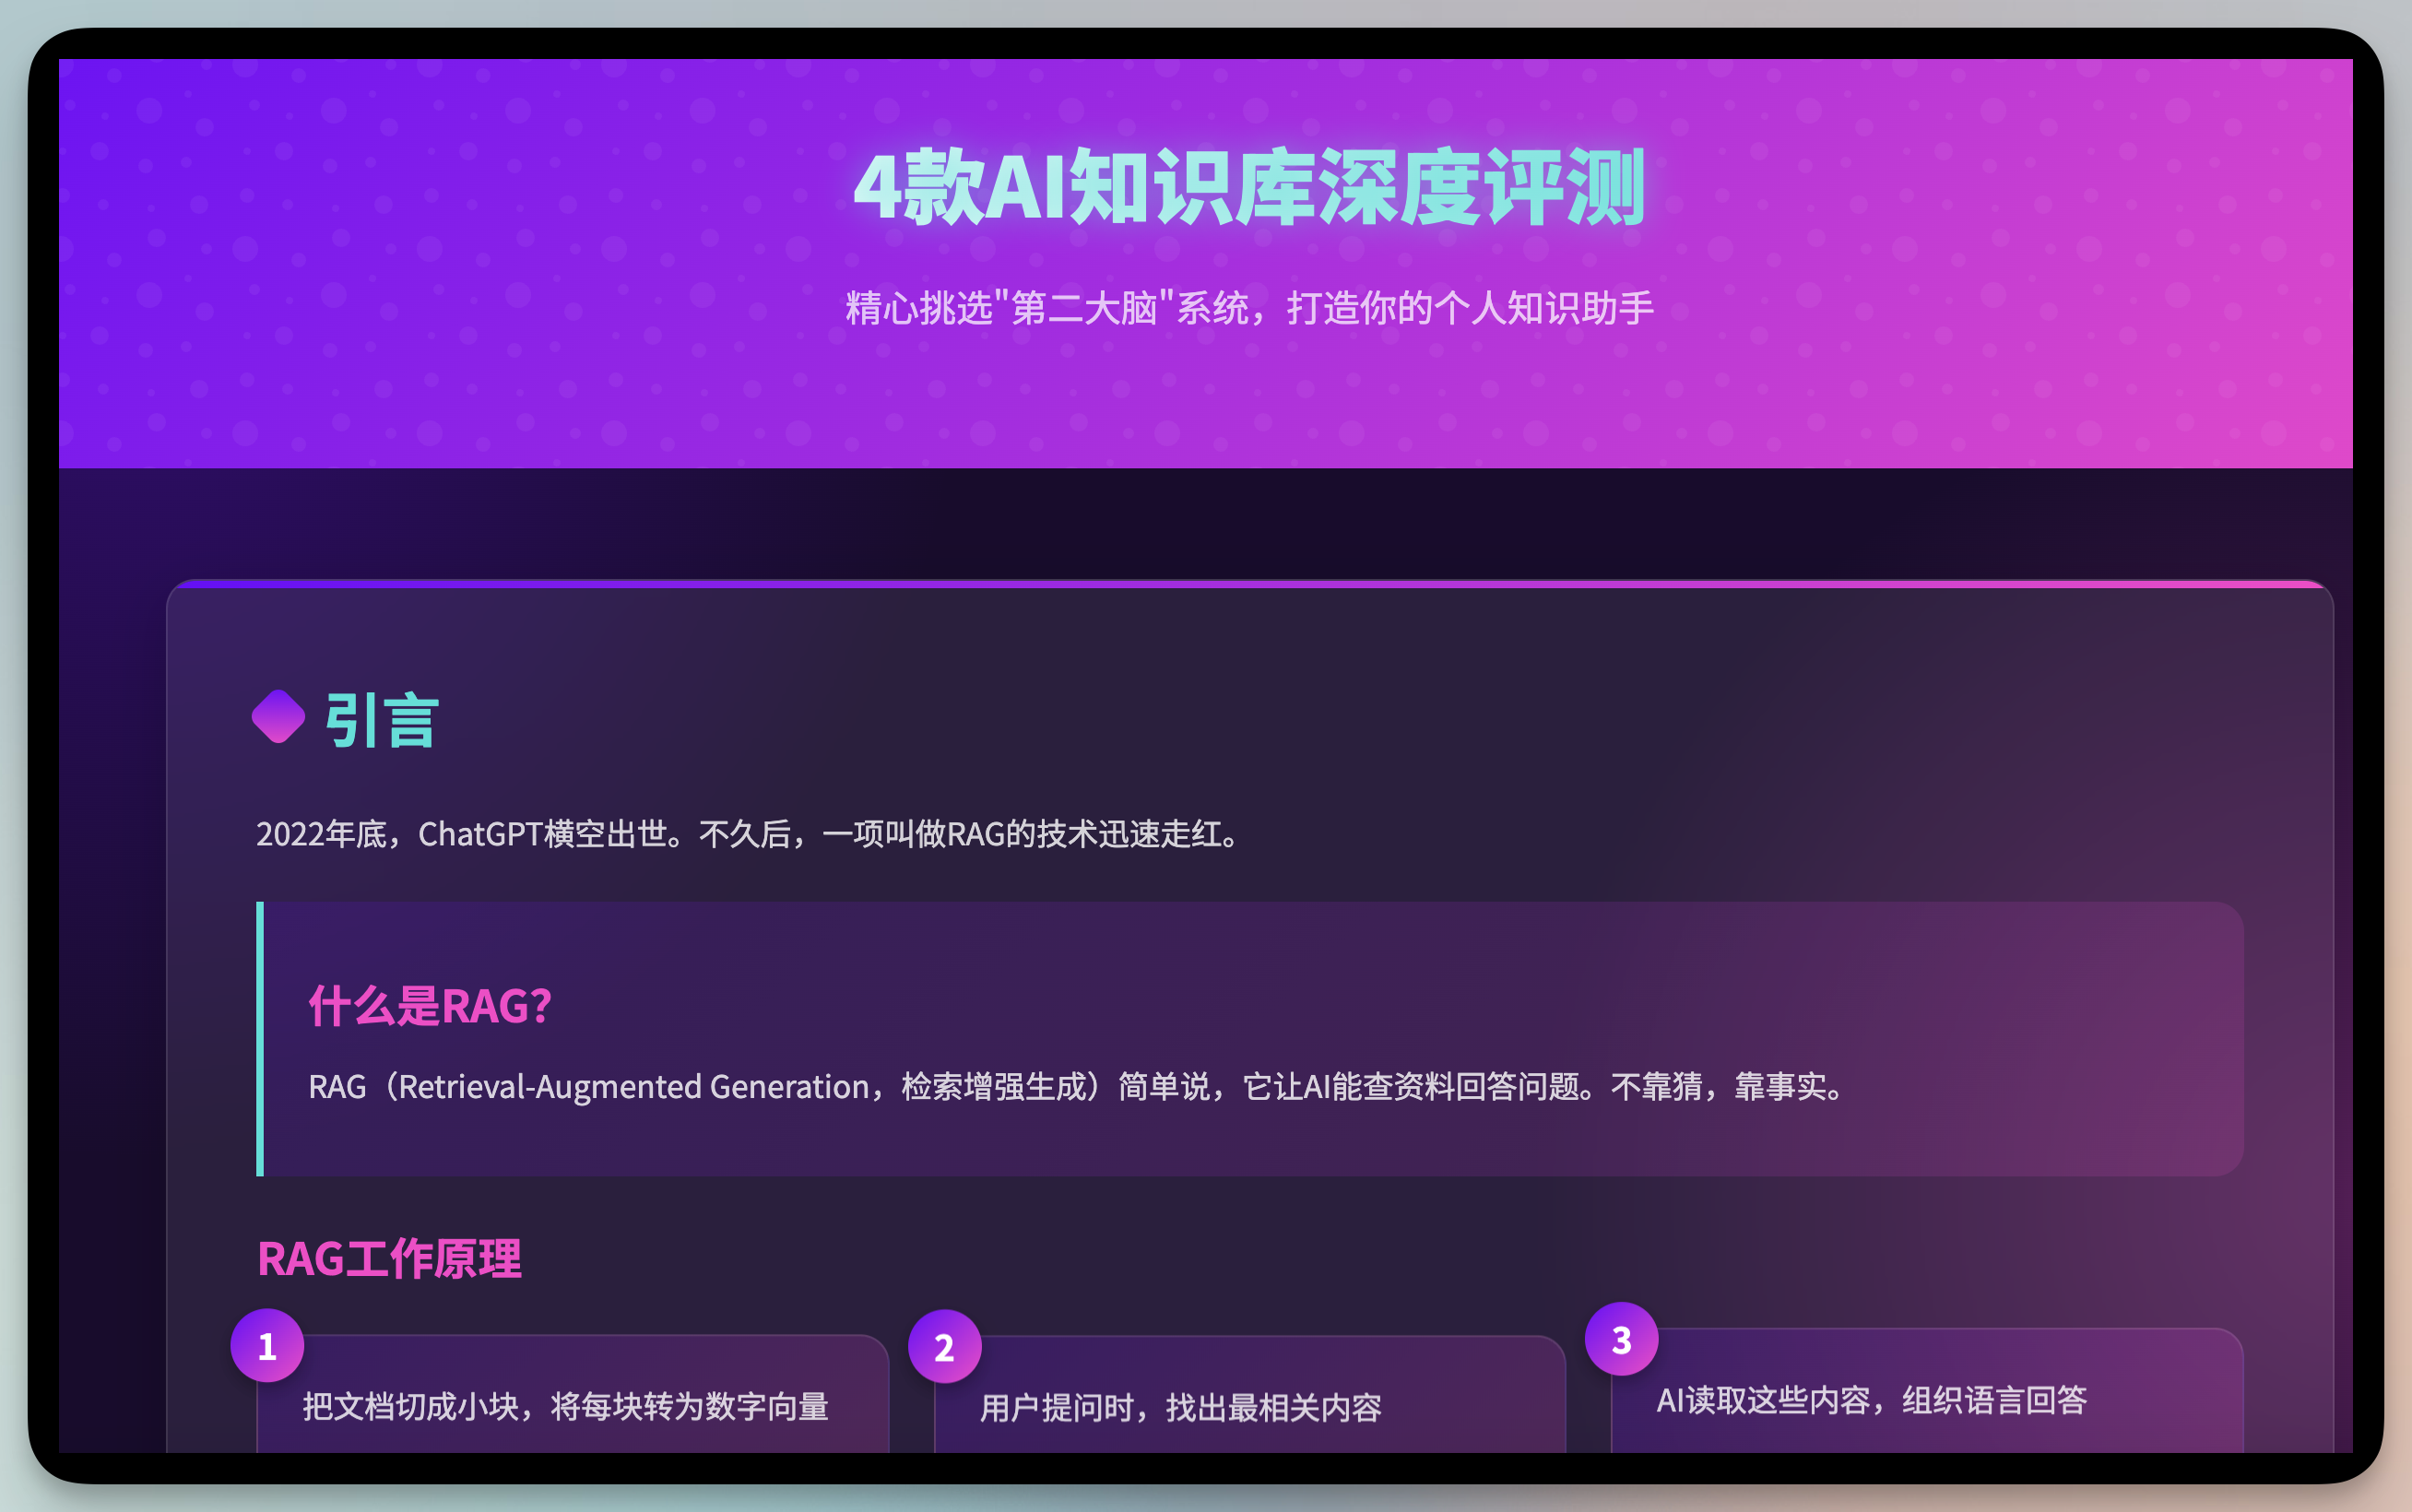 4款AI知识库深度评测
精心挑选"第二大脑"系统，打造你的个人知识助手
引言
2022年底，ChatGPT横空出世。不久后，一项叫做RAG的技术迅速走红。
什么是RAG？
RAG（Retrieval-Augmented Generation，检索增强生成）简单说，它让AI能查资料回答问题。不靠猜，靠事实。
RAG工作原理
1
把文档切成小块，将每块转为数字向量
2
用户提问时，找出最相关内容
3
AI读取这些内容，组织语言回答